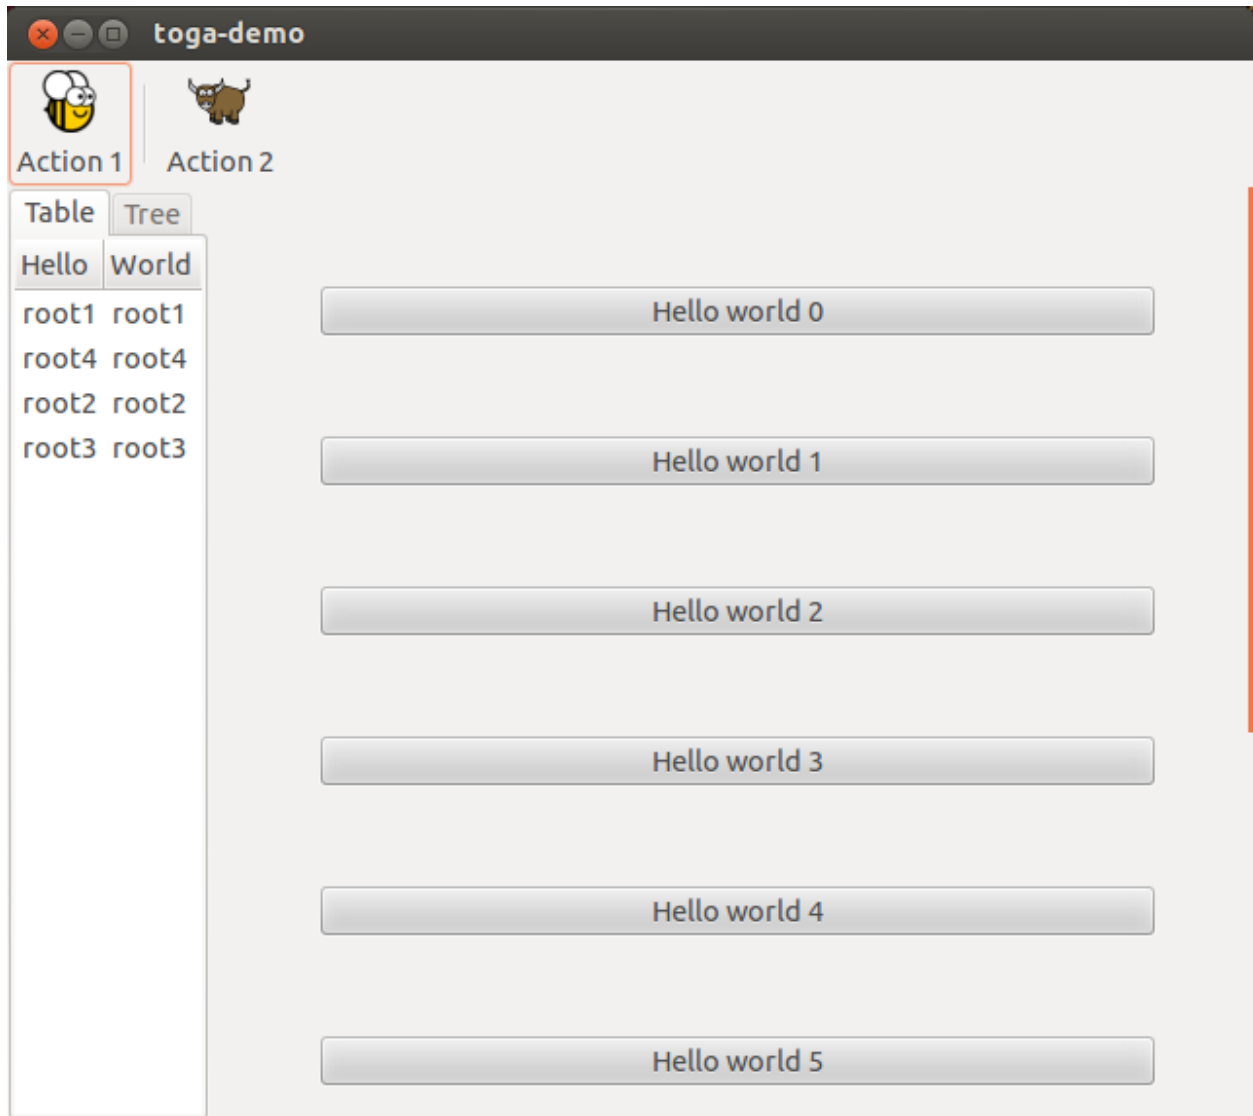 toga-demo
Action 1 Action 2
Table Tree
Hello World
root1 root1
root4 root4
root2 root2
root3 root3
Hello world 0
Hello world 1
Hello world 2
Hello world 3
Hello world 4
Hello world 5